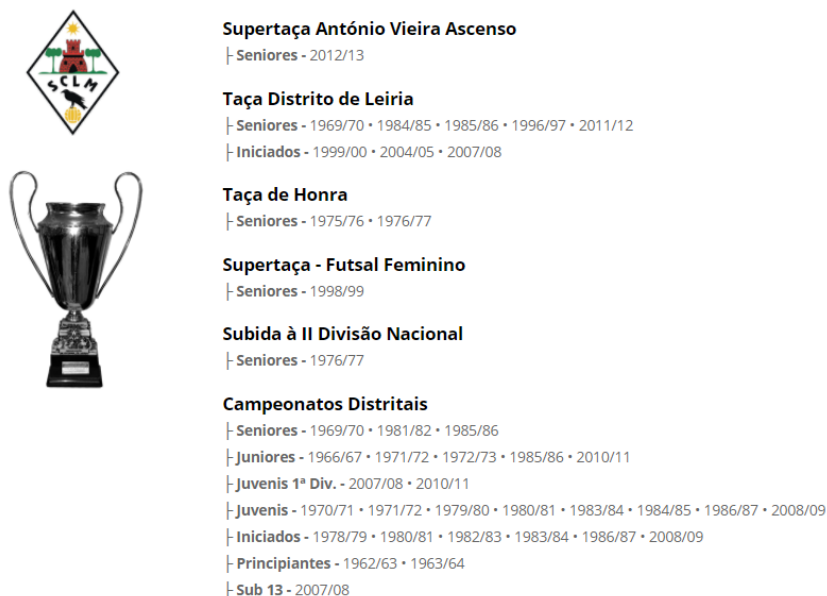 SCLM
Supertaça António Vieira Ascenso
├ Seniores - 2012/13
Taça Distrito de Leiria
├ Seniores - 1969/70 • 1984/85 • 1985/86 • 1996/97 • 2011/12
├ Iniciados - 1999/00 • 2004/05 • 2007/08
Taça de Honra
├ Seniores - 1975/76 • 1976/77
Supertaça - Futsal Feminino
├ Seniores - 1998/99
Subida à II Divisão Nacional
├ Seniores - 1976/77
Campeonatos Distritais
├ Seniores - 1969/70 • 1981/82 • 1985/86
├ Juniores - 1966/67 • 1971/72 • 1972/73 • 1985/86 • 2010/11
├ Juvenis 1ª Div. - 2007/08 • 2010/11
├ Juvenis - 1970/71 • 1971/72 • 1979/80 • 1980/81 • 1983/84 • 1984/85 • 1986/87 • 2008/09
├ Iniciados - 1978/79 • 1980/81 • 1982/83 • 1983/84 • 1986/87 • 2008/09
├ Principiantes - 1962/63 • 1963/64
├ Sub 13 - 2007/08